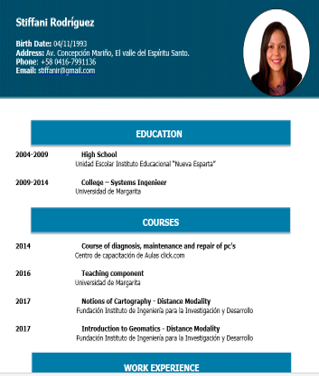 Stiffani Rodríguez
Birth Date: 04/11/1993
Address: Av. Concepción Mariño, El valle del Espíritu Santo.
Phone: +58 0416-7991136
Email: stiffanir@gmail.com
EDUCATION
2004-2009 High School
Unidad Escolar Instituto Educacional "Nueva Esparta"
2009-2014 College – Systems Ingenieer
Universidad de Margarita
COURSES
2014 Course of diagnosis, maintenance and repair of pc's
Centro de capacitación de Aulas click.com
2016 Teaching component
Universidad de Margarita
2017 Notions of Cartography - Distance Modality
Fundación Instituto de Ingeniería para la Investigación y Desarrollo
2017 Introduction to Geomatics - Distance Modality
Fundación Instituto de Ingeniería para la Investigación y Desarrollo
WORK EXPERIENCE